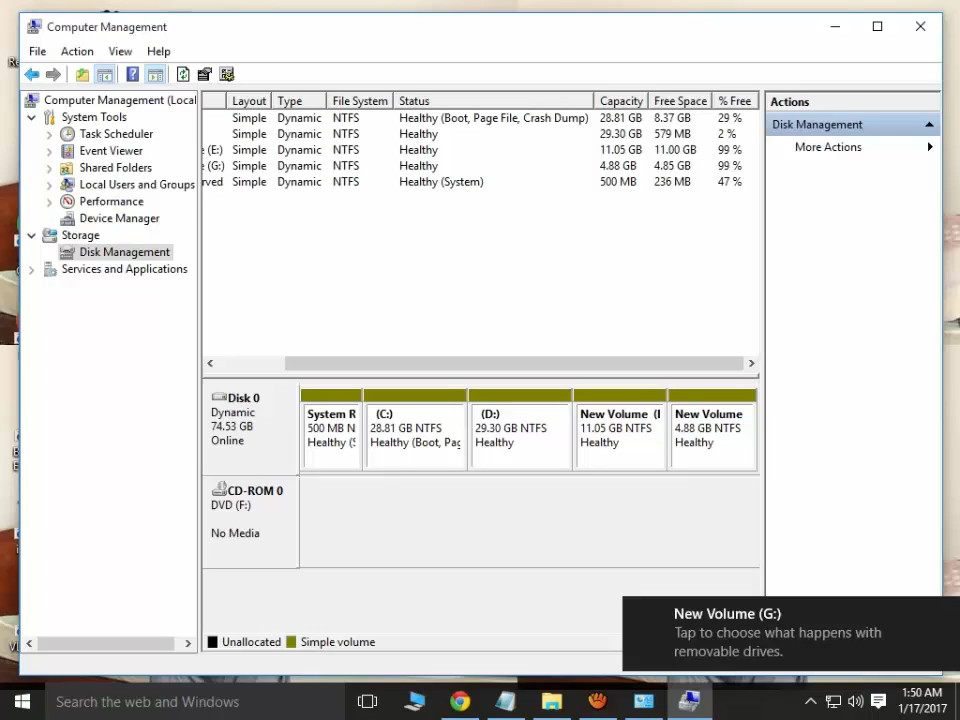 Computer Management
File Action View Help
Computer Management (Local
System Tools
Task Scheduler
Event Viewer
Shared Folders
Local Users and Groups
Performance
Device Manager
Storage
Disk Management
Services and Applications
Layout Type File System Status Capacity Free Space % Free
Simple Dynamic NTFS Healthy (Boot, Page File, Crash Dump) 28.81 GB 8.37 GB 29 %
Simple Dynamic NTFS Healthy 29.30 GB 579 MB 2 %
e (E:) Simple Dynamic NTFS Healthy 11.05 GB 11.00 GB 99 %
e (G:) Simple Dynamic NTFS Healthy 4.88 GB 4.85 GB 99 %
rved Simple Dynamic NTFS Healthy (System) 500 MB 236 MB 47 %
Actions
Disk Management
More Actions
Disk 0
Dynamic
74.53 GB
Online
System R
500 MB N
Healthy (S
(C:)
28.81 GB NTFS
Healthy (Boot, Pag
(D:)
29.30 GB NTFS
Healthy
New Volume (I
11.05 GB NTFS
Healthy
New Volume
4.88 GB NTFS
Healthy
CD-ROM 0
DVD (F:)
No Media
Unallocated Simple volume
New Volume (G:)
Tap to choose what happens with
removable drives.
Search the web and Windows
1:50 AM
1/17/2017